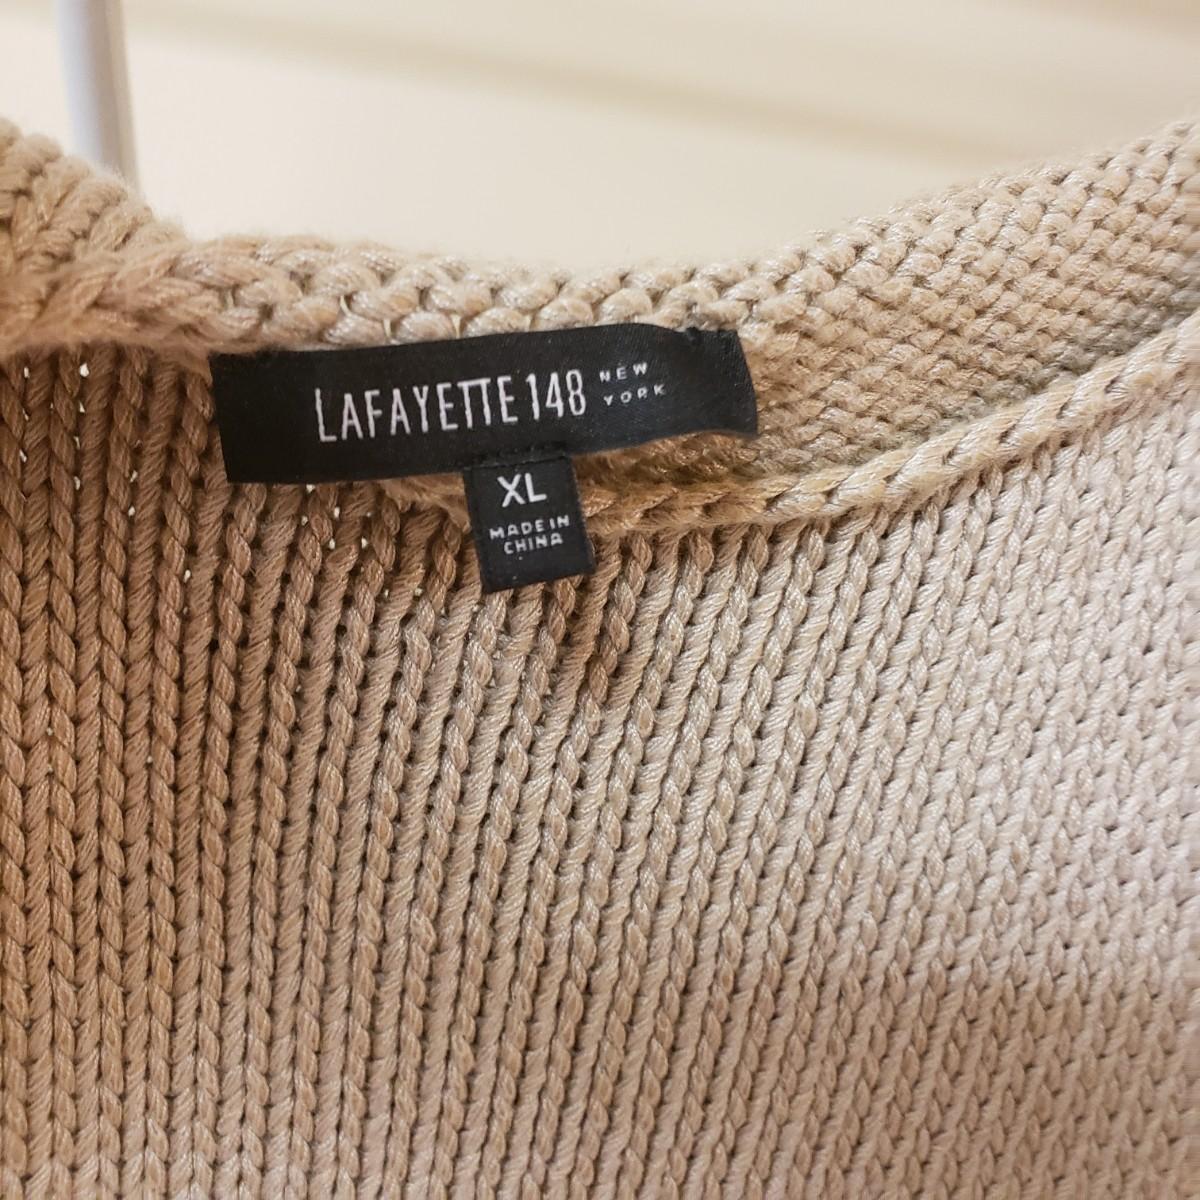 LAFAYETTE 148 NEW YORK
XL
MADE IN
CHINA